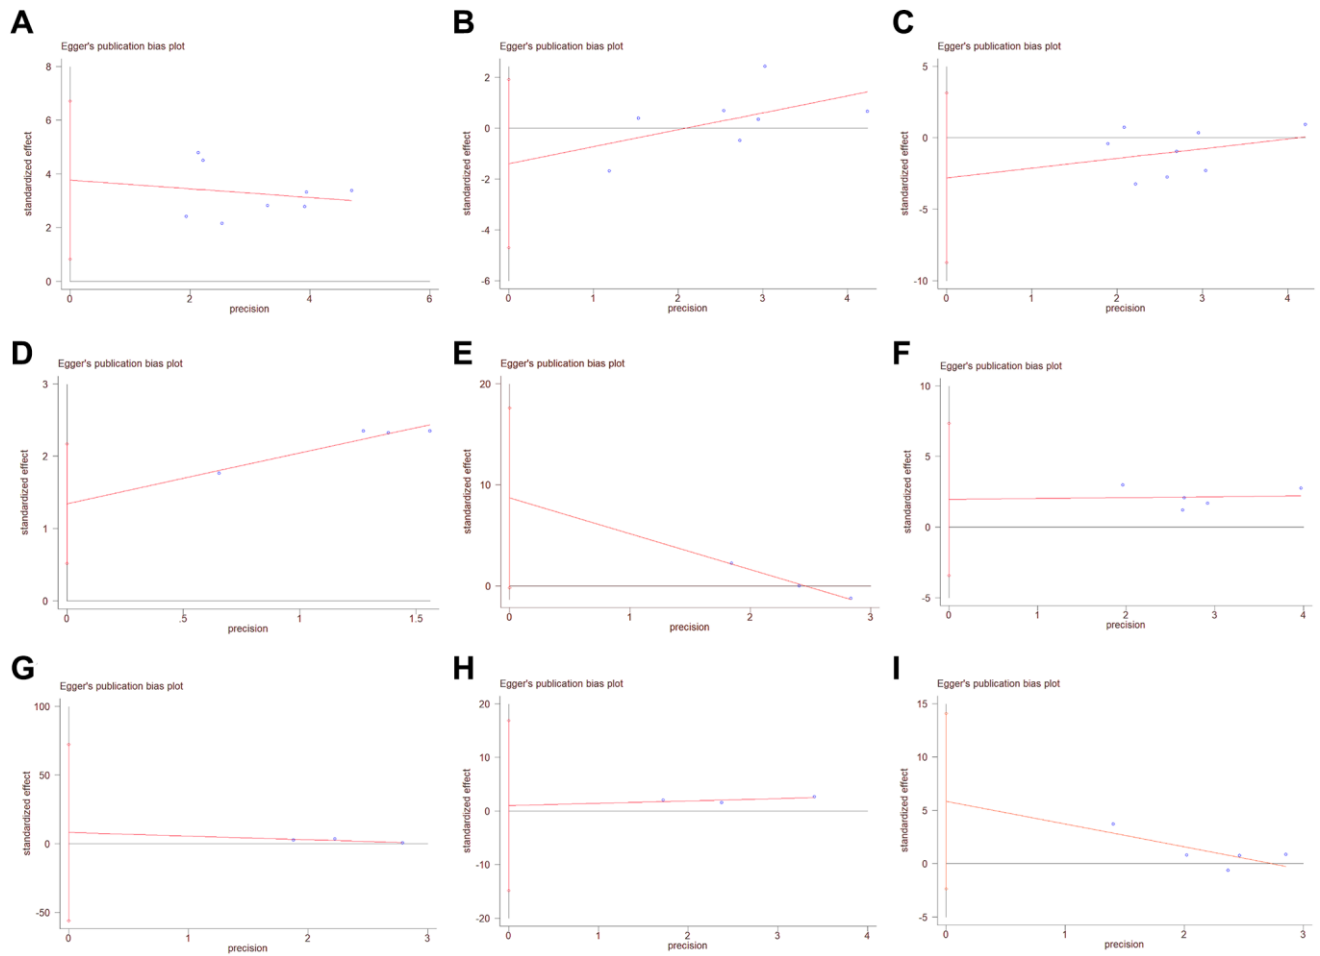 A
Egger's publication bias plot
standardized effect
8
6
4
2
0
0 2 4 6
precision
B
Egger's publication bias plot
standardized effect
2
0
-2
-4
-6
0 1 2 3 4
precision
C
Egger's publication bias plot
standardized effect
5
0
-5
-10
0 1 2 3 4
precision
D
Egger's publication bias plot
standardized effect
3
2
1
0
0 .5 1 1.5
precision
E
Egger's publication bias plot
standardized effect
20
10
0
0 1 2 3
precision
F
Egger's publication bias plot
standardized effect
10
5
0
-5
0 1 2 3 4
precision
G
Egger's publication bias plot
standardized effect
100
50
0
-50
0 1 2 3
precision
H
Egger's publication bias plot
standardized effect
20
10
0
-10
-20
0 1 2 3 4
precision
I
Egger's publication bias plot
standardized effect
15
10
5
0
-5
0 1 2 3
precision